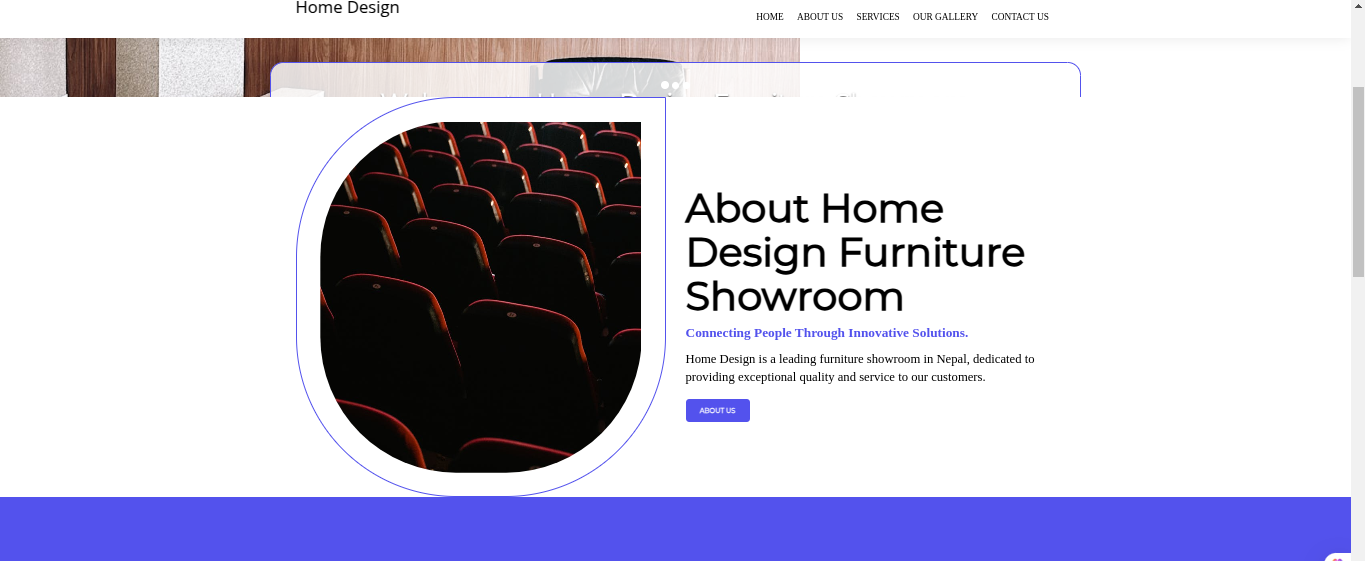 Home Design
HOME ABOUT US SERVICES OUR GALLERY CONTACT US
About Home
Design Furniture
Showroom
Connecting People Through Innovative Solutions.
Home Design is a leading furniture showroom in Nepal, dedicated to
providing exceptional quality and service to our customers.
ABOUT US